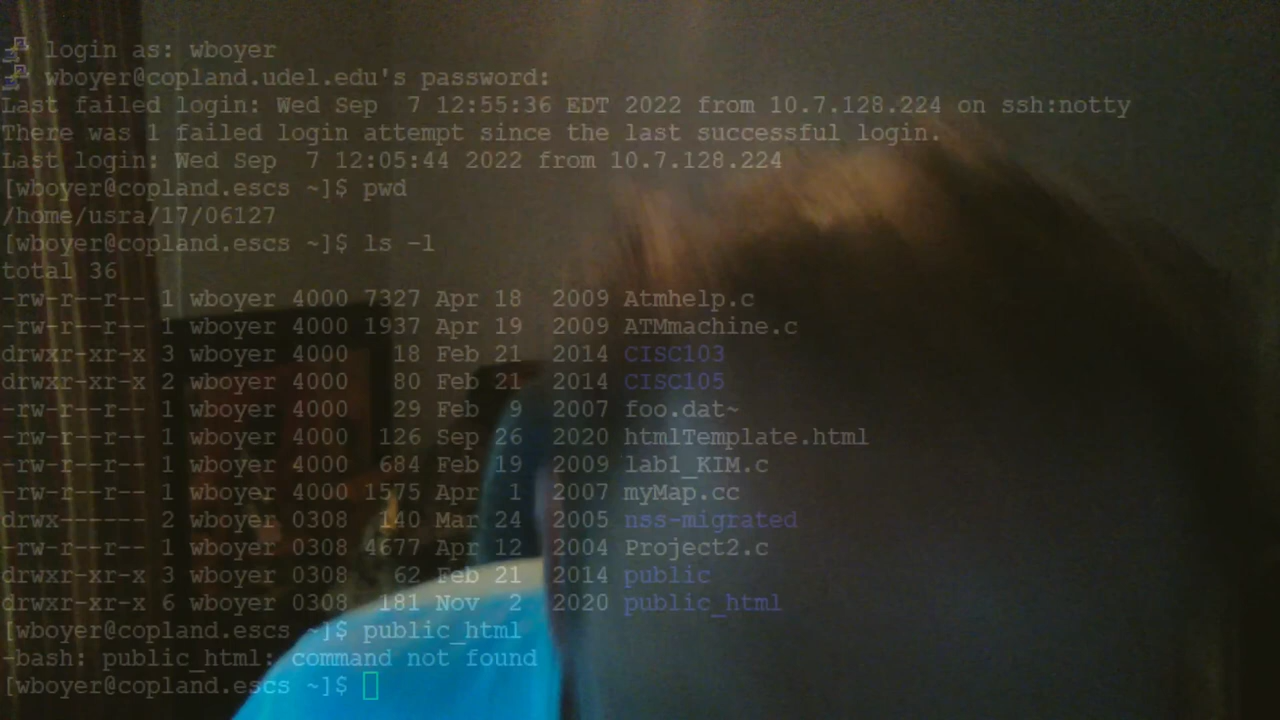 login as: wboyer
wboyer@copland.udel.edu's password:
Last failed login: Wed Sep  7 12:55:36 EDT 2022 from 10.7.128.224 on ssh:notty
There was 1 failed login attempt since the last successful login.
Last login: Wed Sep  7 12:05:44 2022 from 10.7.128.224
[wboyer@copland.escs ~]$ pwd
/home/usra/17/06127
[wboyer@copland.escs ~]$ ls -l
total 36
-rw-r--r-- 1 wboyer 4000 7327 Apr 18  2009 Atmhelp.c
-rw-r--r-- 1 wboyer 4000 1937 Apr 19  2009 ATMmachine.c
drwxr-xr-x 3 wboyer 4000   18 Feb 21  2014 CISC103
drwxr-xr-x 2 wboyer 4000   80 Feb 21  2014 CISC105
-rw-r--r-- 1 wboyer 4000   29 Feb  9  2007 foo.dat~
-rw-r--r-- 1 wboyer 4000  126 Sep 26  2020 htmlTemplate.html
-rw-r--r-- 1 wboyer 4000  684 Feb 19  2009 lab1_KIM.c
-rw-r--r-- 1 wboyer 4000 1575 Apr  1  2007 myMap.cc
drwx------ 2 wboyer 0308  140 Mar 24  2005 nss-migrated
-rw-r--r-- 1 wboyer 0308 4677 Apr 12  2004 Project2.c
drwxr-xr-x 3 wboyer 0308   62 Feb 21  2014 public
drwxr-xr-x 6 wboyer 0308  181 Nov  2  2020 public_html
[wboyer@copland.escs ~]$ public_html
-bash: public_html: command not found
[wboyer@copland.escs ~]$